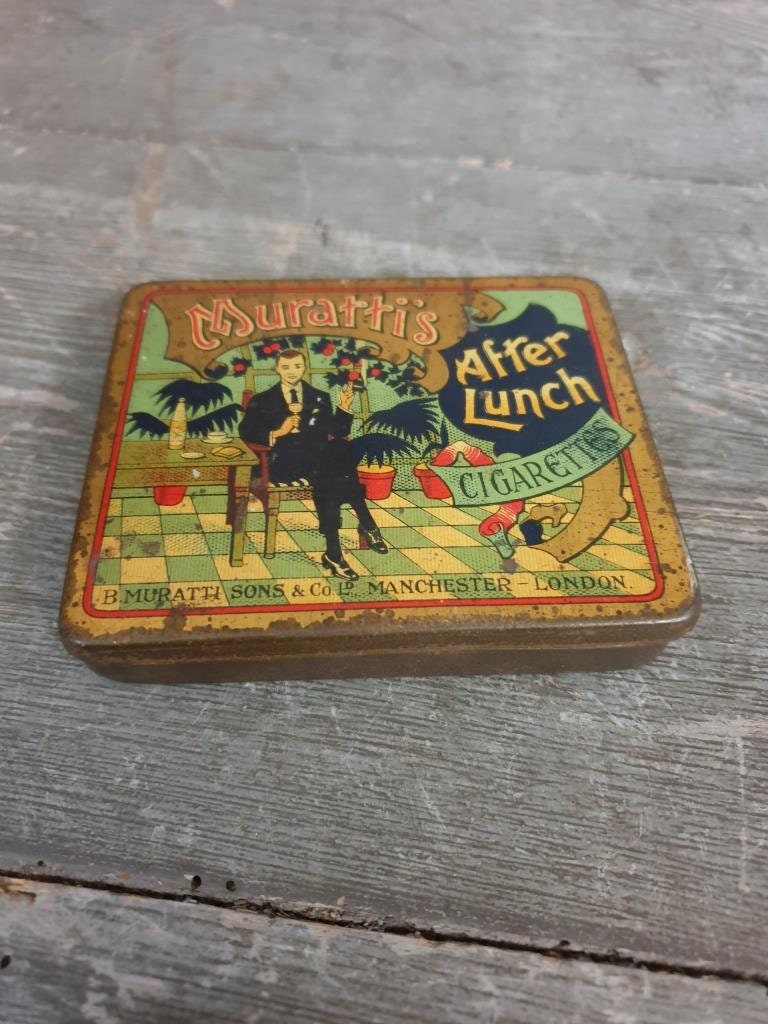 Muratti's
After
Lunch
CIGARETTES
B. MURATTI SONS & Co. LD. MANCHESTER – LONDON.